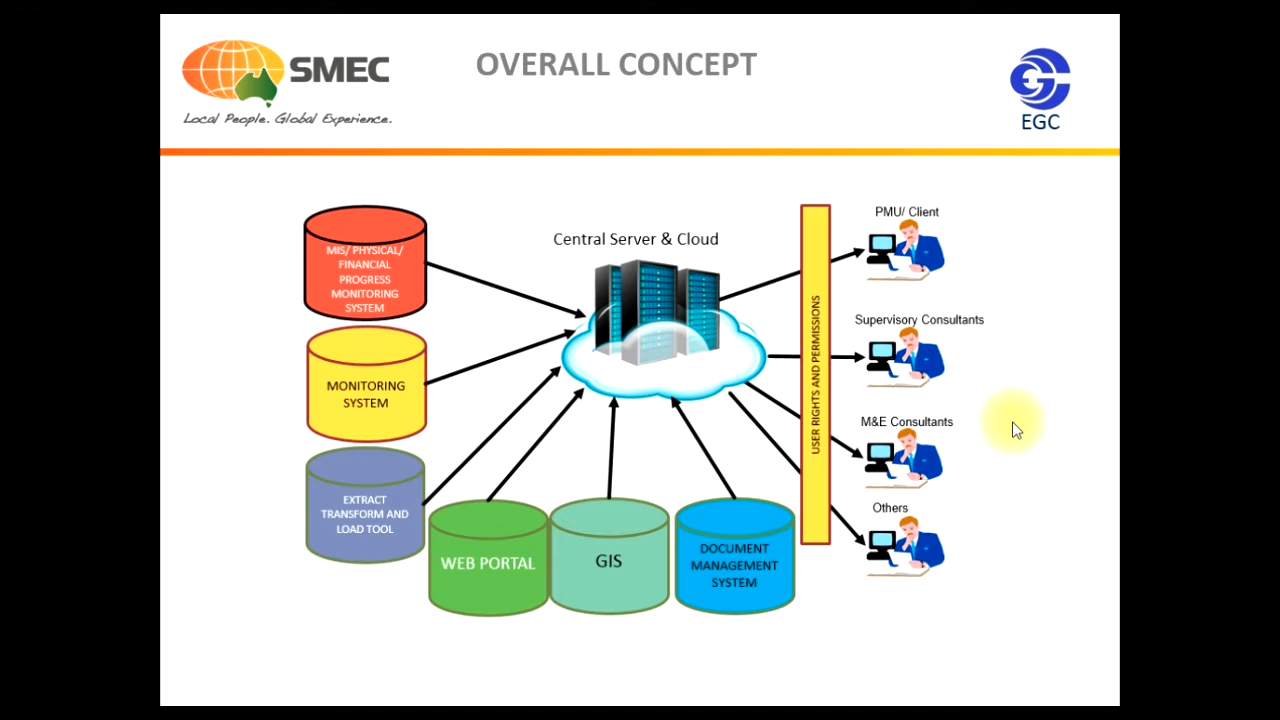 SMEC
Local People. Global Experience.
OVERALL CONCEPT
EGC
MIS/ PHYSICAL/
FINANCIAL
PROGRESS
MONITORING
SYSTEM
MONITORING
SYSTEM
EXTRACT
TRANSFORM AND
LOAD TOOL
WEB PORTAL
GIS
DOCUMENT
MANAGEMENT
SYSTEM
Central Server & Cloud
USER RIGHTS AND PERMISSIONS
PMU/ Client
Supervisory Consultants
M&E Consultants
Others